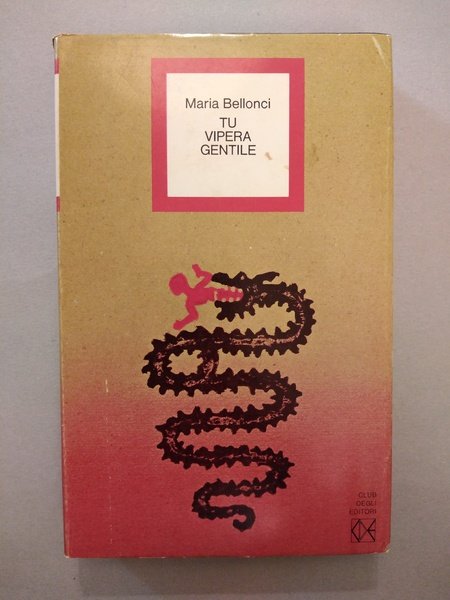 Maria Bellonci
TU
VIPERA
GENTILE
CLUB
DEGLI
EDITORI